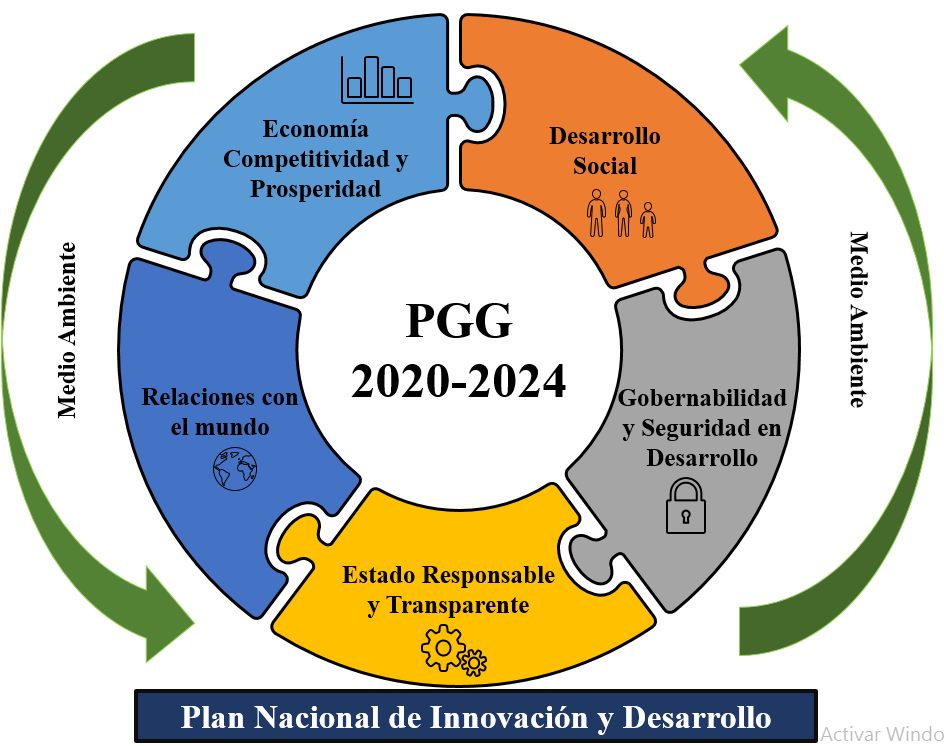 Economía
Competitividad y
Prosperidad
Desarrollo
Social
Medio Ambiente
Medio Ambiente
PGG
2020-2024
Relaciones con
el mundo
Gobernabilidad
y Seguridad en
Desarrollo
Estado Responsable
y Transparente
Plan Nacional de Innovación y Desarrollo
Activar Windo